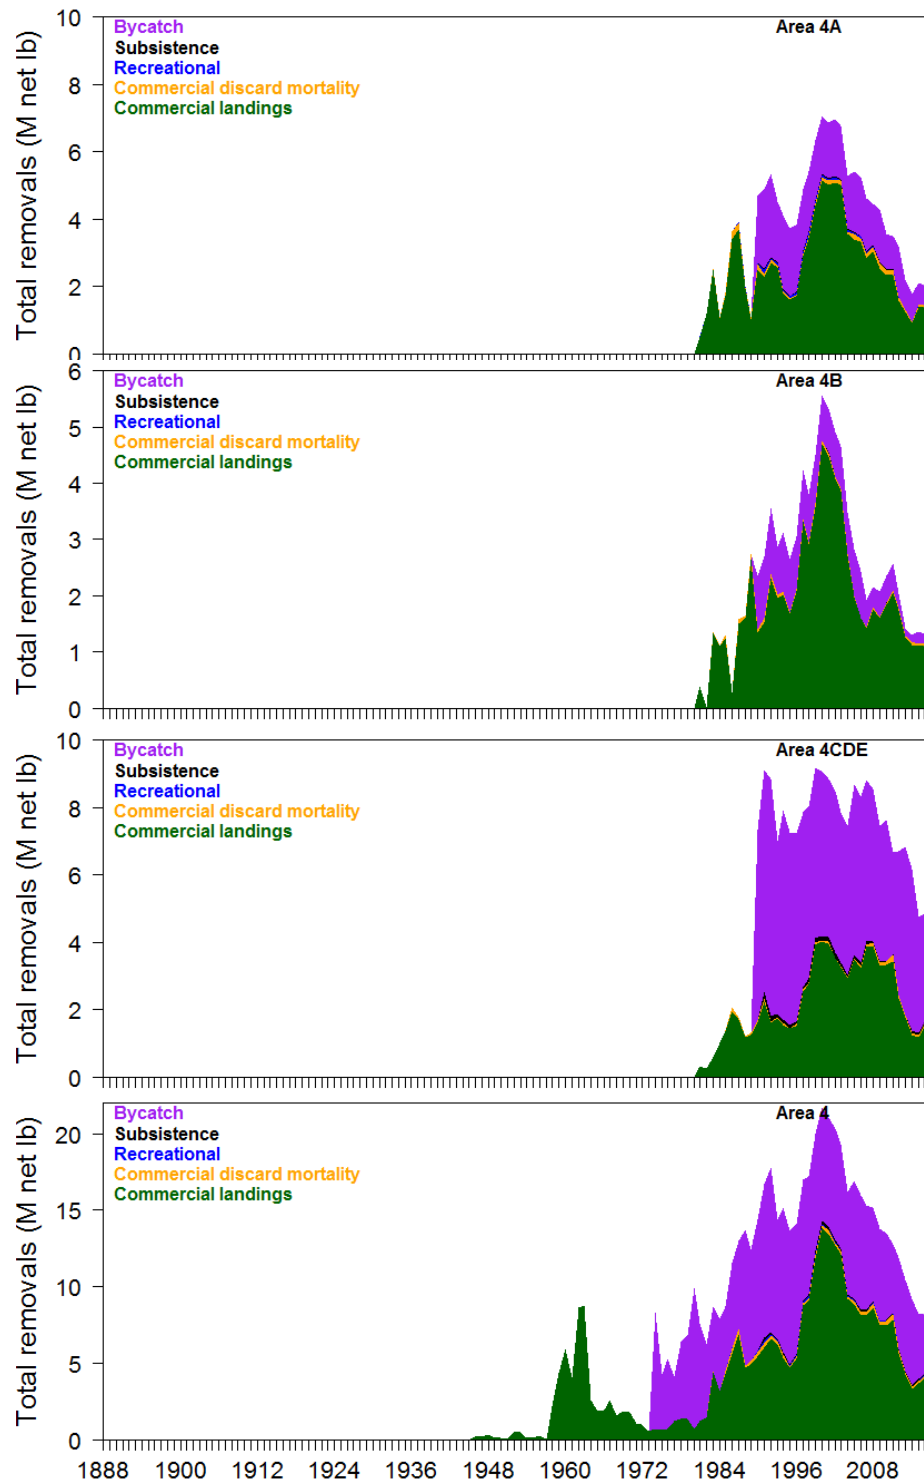 Total removals (M net lb)
10
8
6
4
2
0
Bycatch
Subsistence
Recreational
Commercial discard mortality
Commercial landings
Area 4A
Total removals (M net lb)
6
5
4
3
2
1
0
Bycatch
Subsistence
Recreational
Commercial discard mortality
Commercial landings
Area 4B
Total removals (M net lb)
10
8
6
4
2
0
Bycatch
Subsistence
Recreational
Commercial discard mortality
Commercial landings
Area 4CDE
Total removals (M net lb)
20
15
10
5
0
Bycatch
Subsistence
Recreational
Commercial discard mortality
Commercial landings
Area 4
1888 1900 1912 1924 1936 1948 1960 1972 1984 1996 2008